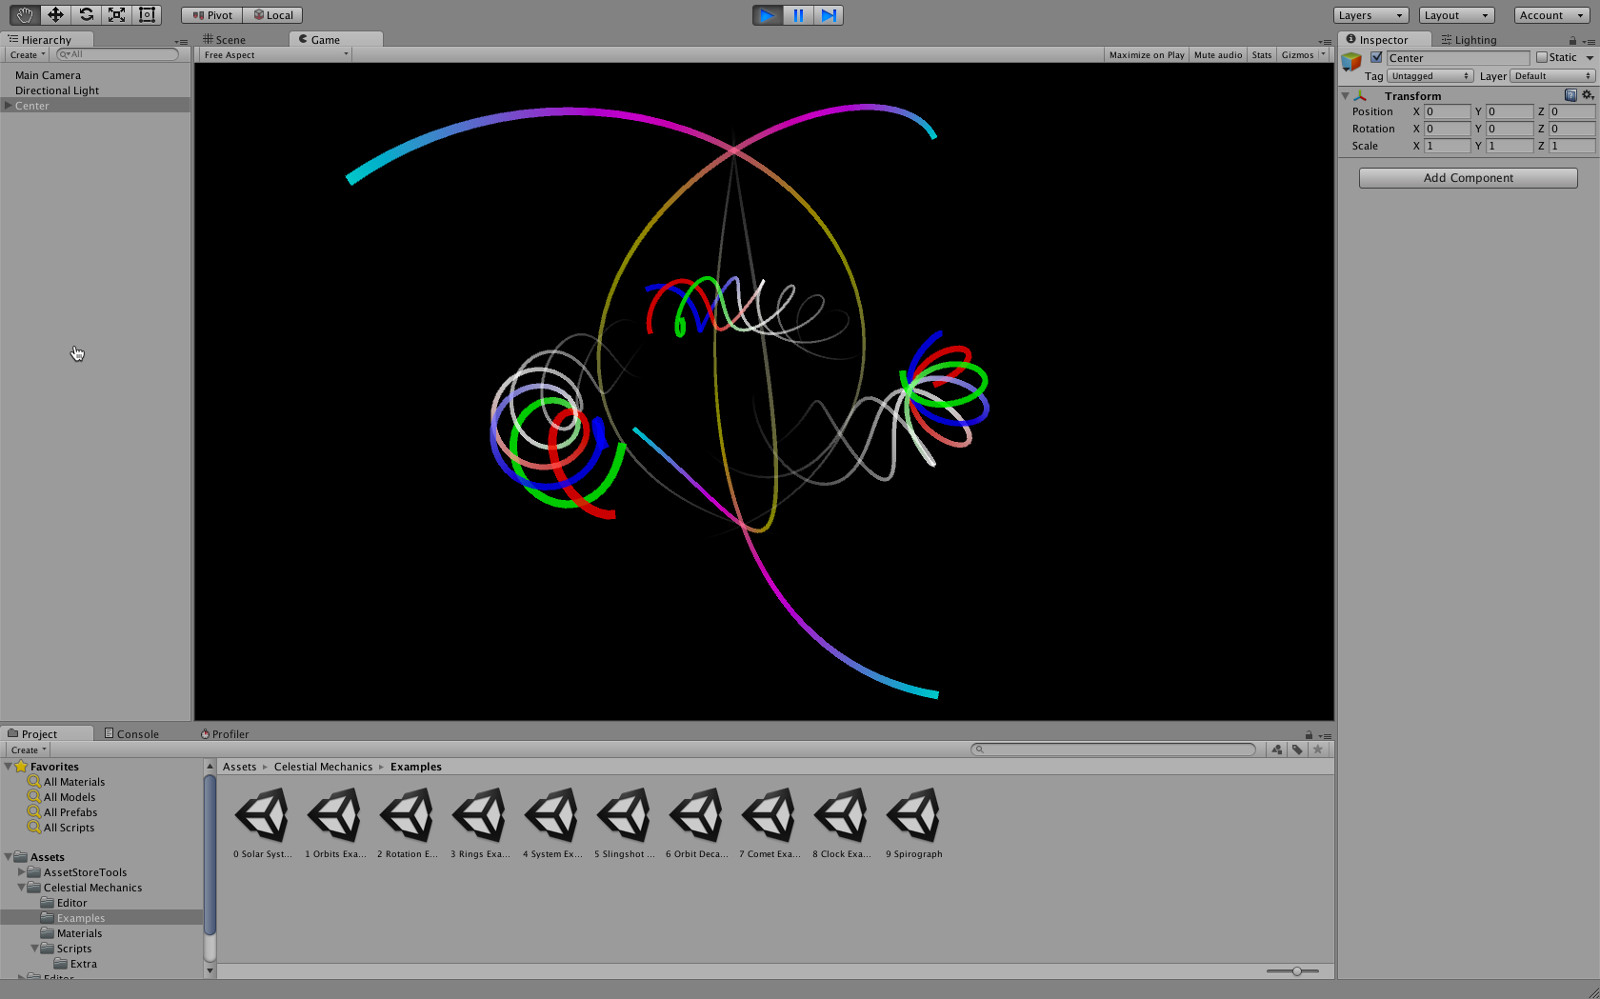 Pivot Local
Layers Layout Account
Hierarchy
Create All
Main Camera
Directional Light
Center
Scene Game
Free Aspect Maximize on Play Mute audio Stats Gizmos
Inspector Lighting
Center Static
Tag Untagged Layer Default
Transform
Position X 0 Y 0 Z 0
Rotation X 0 Y 0 Z 0
Scale X 1 Y 1 Z 1
Add Component
Project Console Profiler
Create
Favorites
All Materials
All Models
All Prefabs
All Scripts
Assets
AssetStoreTools
Celestial Mechanics
Editor
Examples
Materials
Scripts
Extra
Editor
Assets Celestial Mechanics Examples
0 Solar Syst... 1 Orbits Exa... 2 Rotation E... 3 Rings Exa... 4 System Ex... 5 Slingshot ... 6 Orbit Deca... 7 Comet Exa... 8 Clock Exa... 9 Spirograph